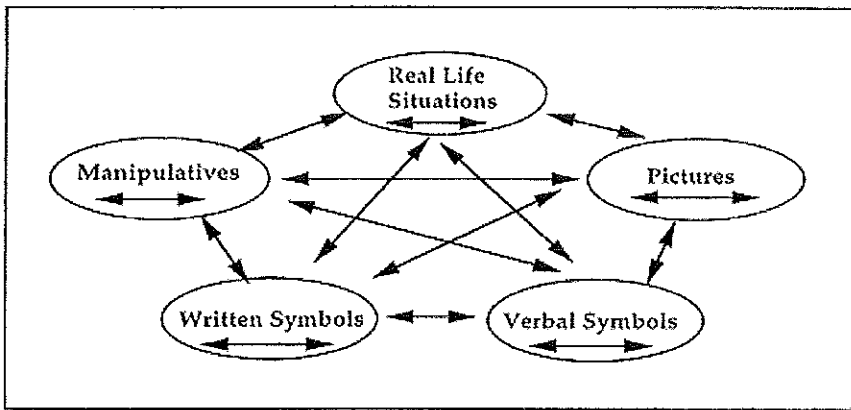 Real Life
Situations
Manipulatives
Pictures
Written Symbols
Verbal Symbols